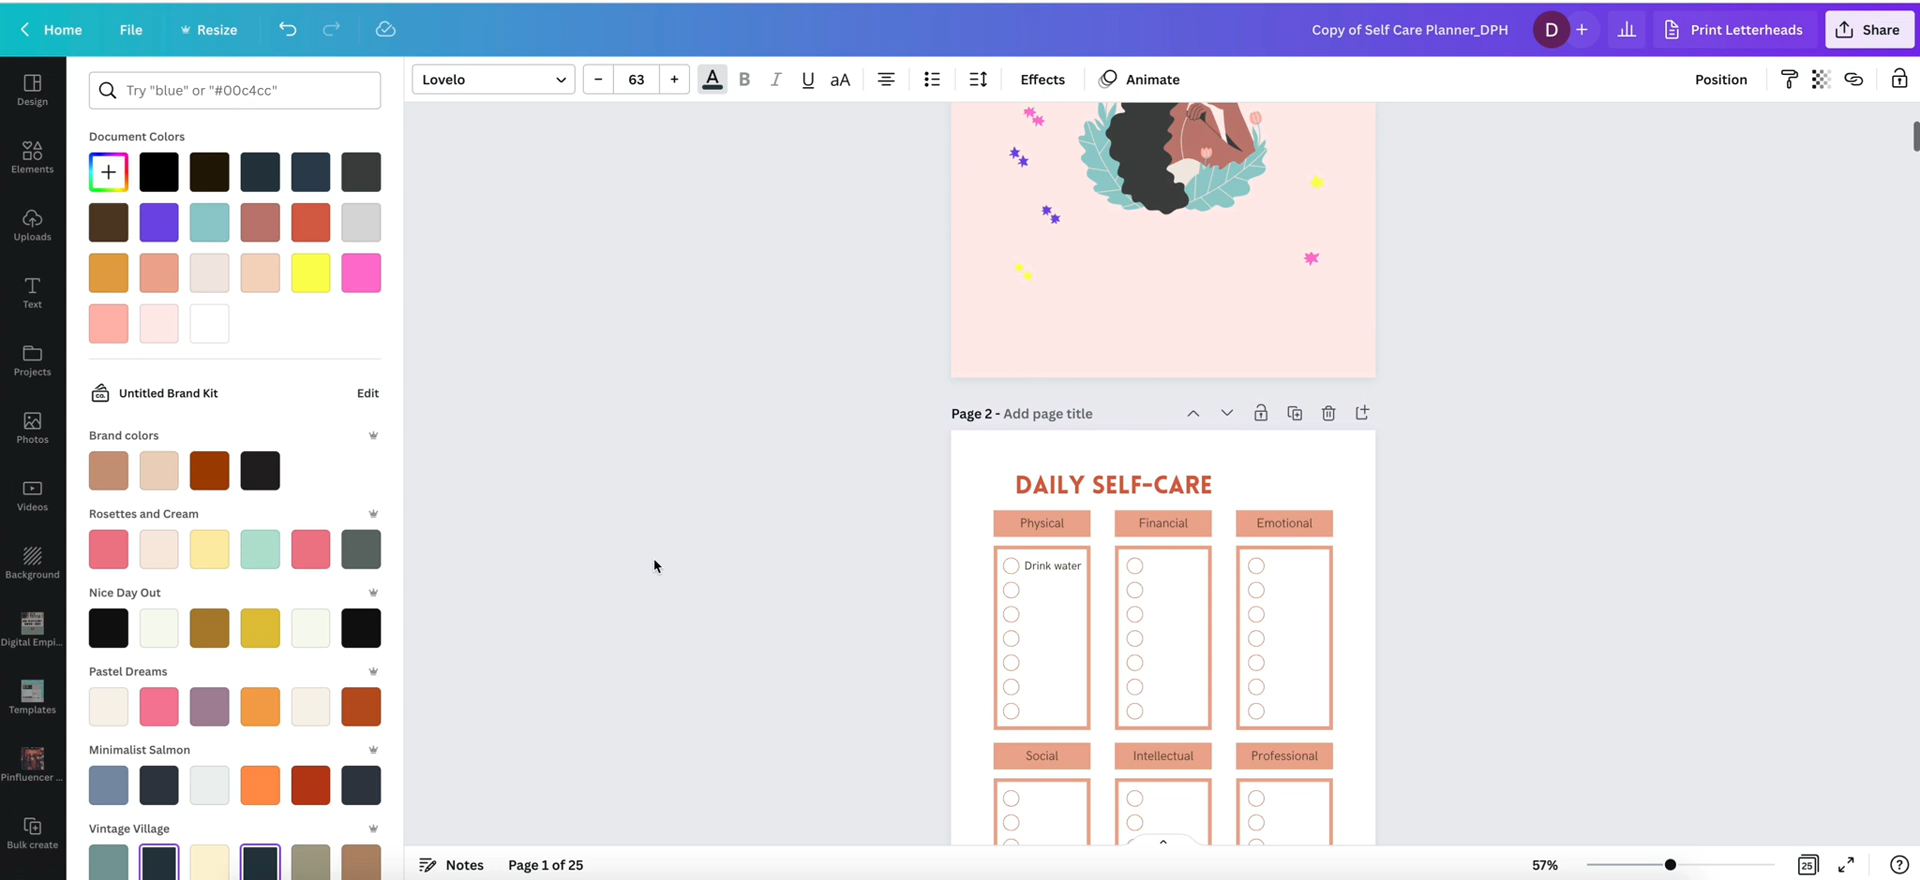 Home File Resize Copy of Self Care Planner_DPH D Print Letterheads Share
Lovelo 63 A B I U aA Effects Animate Position
Design
Elements
Uploads
Text
Projects
Photos
Videos
Background
Digital Empi...
Templates
Pinfluencer ...
Bulk create
Try "blue" or "#00c4cc"
Document Colors
Untitled Brand Kit Edit
Brand colors
Rosettes and Cream
Nice Day Out
Pastel Dreams
Minimalist Salmon
Vintage Village
Page 2 - Add page title
DAILY SELF-CARE
Physical Financial Emotional
Drink water
Social Intellectual Professional
Notes Page 1 of 25 57% 25 ?